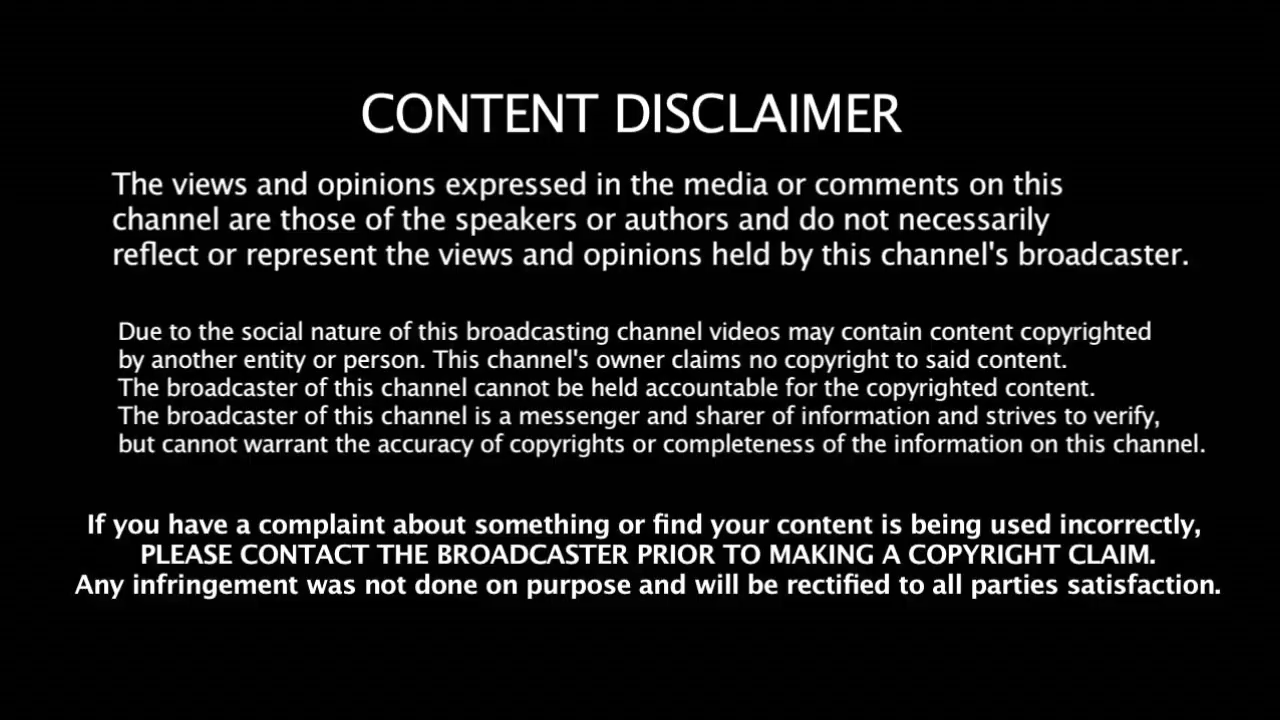 CONTENT DISCLAIMER
The views and opinions expressed in the media or comments on this
channel are those of the speakers or authors and do not necessarily
reflect or represent the views and opinions held by this channel's broadcaster.
Due to the social nature of this broadcasting channel videos may contain content copyrighted
by another entity or person. This channel's owner claims no copyright to said content.
The broadcaster of this channel cannot be held accountable for the copyrighted content.
The broadcaster of this channel is a messenger and sharer of information and strives to verify,
but cannot warrant the accuracy of copyrights or completeness of the information on this channel.
If you have a complaint about something or find your content is being used incorrectly,
PLEASE CONTACT THE BROADCASTER PRIOR TO MAKING A COPYRIGHT CLAIM.
Any infringement was not done on purpose and will be rectified to all parties satisfaction.